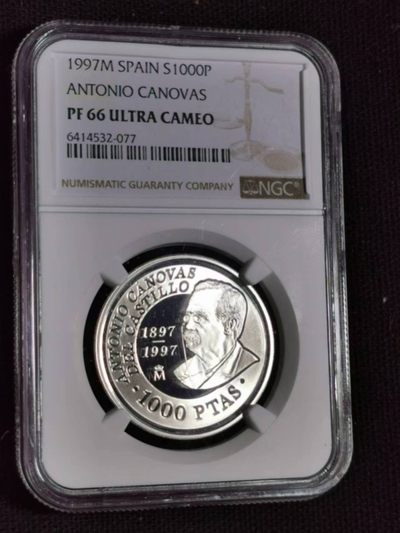 1997M SPAIN S1000P
ANTONIO CANOVAS
PF 66 ULTRA CAMEO
6414532-077
NUMISMATIC GUARANTY COMPANY
NGC
ANTONIO CANOVAS
DEL CASTILLO
1897
1997
M
1000 PTAS